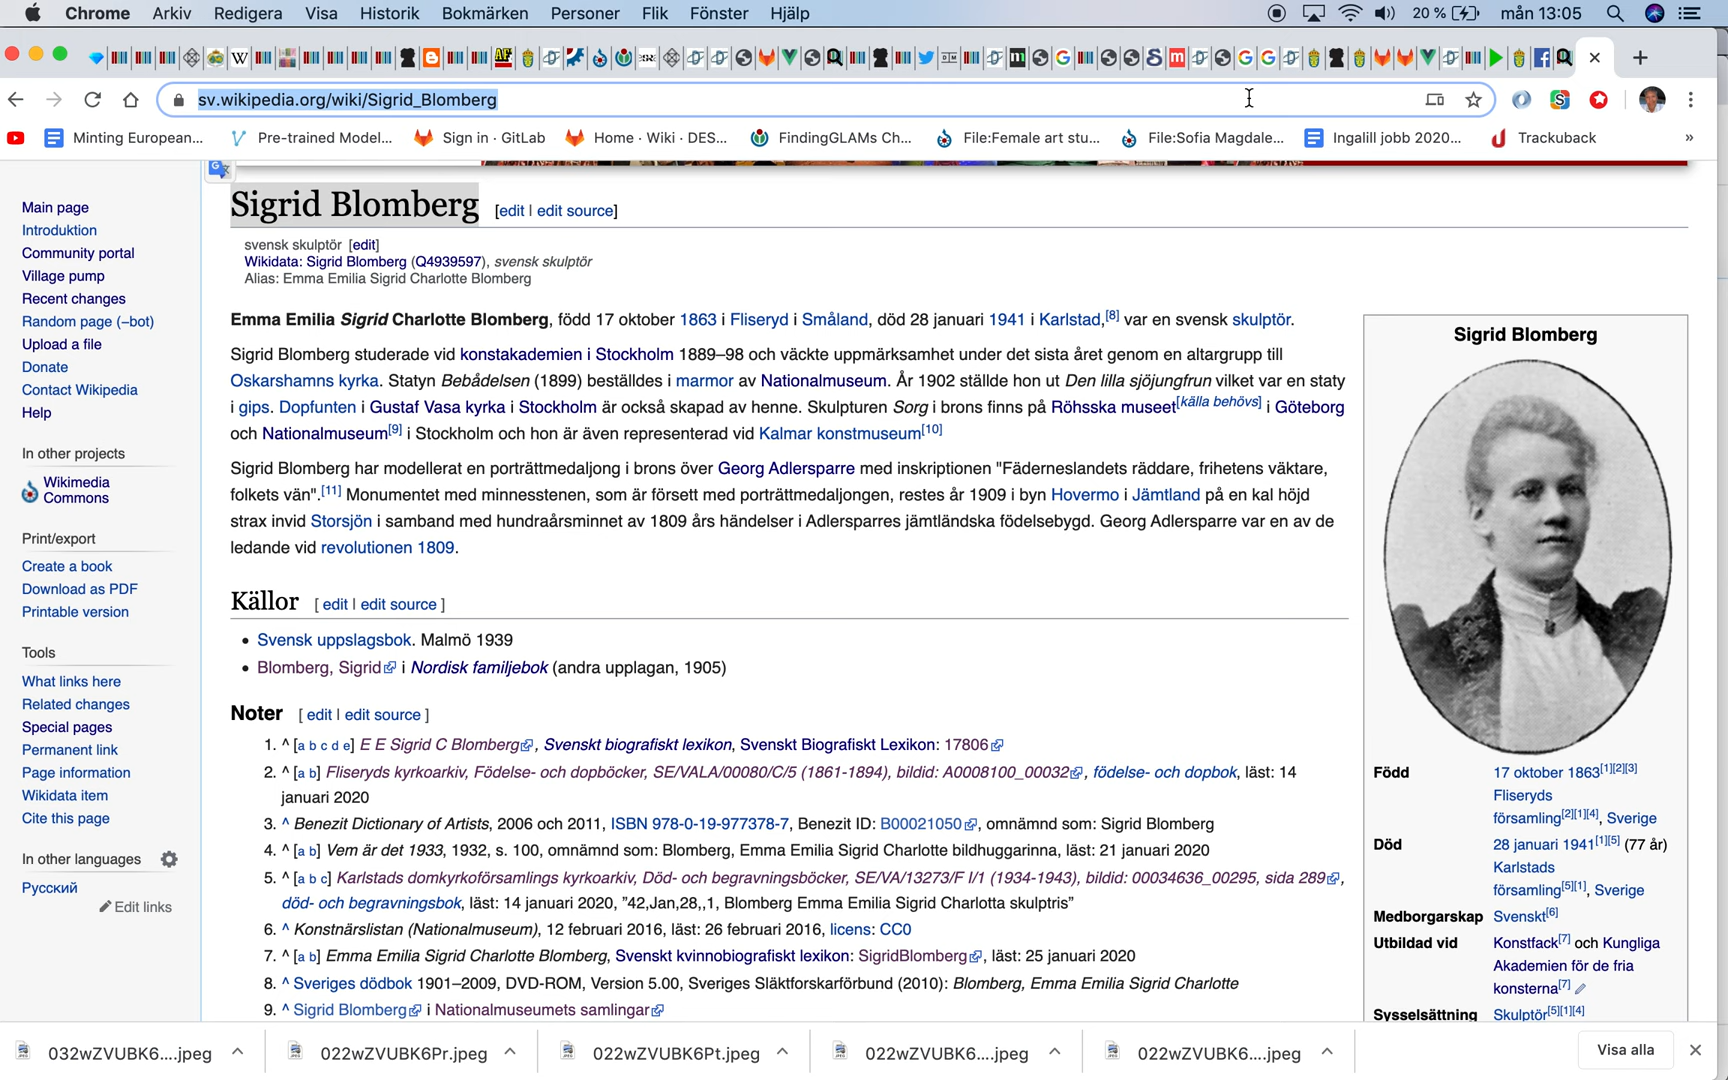 Chrome Arkiv Redigera Visa Historik Bokmärken Personer Flik Fönster Hjälp 20 % mån 13:05
sv.wikipedia.org/wiki/Sigrid_Blomberg
Minting European... Pre-trained Model... Sign in · GitLab Home · Wiki · DES... FindingGLAMs Ch... File:Female art stu... File:Sofia Magdale... Ingalill jobb 2020... Trackuback »
Main page
Introduktion
Community portal
Village pump
Recent changes
Random page (–bot)
Upload a file
Donate
Contact Wikipedia
Help
In other projects
Wikimedia
Commons
Print/export
Create a book
Download as PDF
Printable version
Tools
What links here
Related changes
Special pages
Permanent link
Page information
Wikidata item
Cite this page
In other languages
Русский
Edit links
Sigrid Blomberg [edit | edit source]
svensk skulptör [edit]
Wikidata: Sigrid Blomberg (Q4939597), svensk skulptör
Alias: Emma Emilia Sigrid Charlotte Blomberg
Emma Emilia Sigrid Charlotte Blomberg, född 17 oktober 1863 i Fliseryd i Småland, död 28 januari 1941 i Karlstad,[8] var en svensk skulptör.
Sigrid Blomberg studerade vid konstakademien i Stockholm 1889–98 och väckte uppmärksamhet under det sista året genom en altargrupp till
Oskarshamns kyrka. Statyn Bebådelsen (1899) beställdes i marmor av Nationalmuseum. År 1902 ställde hon ut Den lilla sjöjungfrun vilket var en staty
i gips. Dopfunten i Gustaf Vasa kyrka i Stockholm är också skapad av henne. Skulpturen Sorg i brons finns på Röhsska museet[källa behövs] i Göteborg
och Nationalmuseum[9] i Stockholm och hon är även representerad vid Kalmar konstmuseum[10]
Sigrid Blomberg har modellerat en porträttmedaljong i brons över Georg Adlersparre med inskriptionen "Fäderneslandets räddare, frihetens väktare,
folkets vän".[11] Monumentet med minnesstenen, som är försett med porträttmedaljongen, restes år 1909 i byn Hovermo i Jämtland på en kal höjd
strax invid Storsjön i samband med hundraårsminnet av 1809 års händelser i Adlersparres jämtländska födelsebygd. Georg Adlersparre var en av de
ledande vid revolutionen 1809.
Källor [ edit | edit source ]
• Svensk uppslagsbok. Malmö 1939
• Blomberg, Sigrid i Nordisk familjebok (andra upplagan, 1905)
Noter [ edit | edit source ]
1. ^ [a b c d e] E E Sigrid C Blomberg, Svenskt biografiskt lexikon, Svenskt Biografiskt Lexikon: 17806
2. ^ [a b] Fliseryds kyrkoarkiv, Födelse- och dopböcker, SE/VALA/00080/C/5 (1861-1894), bildid: A0008100_00032, födelse- och dopbok, läst: 14
januari 2020
3. ^ Benezit Dictionary of Artists, 2006 och 2011, ISBN 978-0-19-977378-7, Benezit ID: B00021050, omnämnd som: Sigrid Blomberg
4. ^ [a b] Vem är det 1933, 1932, s. 100, omnämnd som: Blomberg, Emma Emilia Sigrid Charlotte bildhuggarinna, läst: 21 januari 2020
5. ^ [a b c] Karlstads domkyrkoförsamlings kyrkoarkiv, Död- och begravningsböcker, SE/VA/13273/F I/1 (1934-1943), bildid: 00034636_00295, sida 289,
död- och begravningsbok, läst: 14 januari 2020, ”42,Jan,28,,1, Blomberg Emma Emilia Sigrid Charlotta skulptris”
6. ^ Konstnärslistan (Nationalmuseum), 12 februari 2016, läst: 26 februari 2016, licens: CC0
7. ^ [a b] Emma Emilia Sigrid Charlotte Blomberg, Svenskt kvinnobiografiskt lexikon: SigridBlomberg, läst: 25 januari 2020
8. ^ Sveriges dödbok 1901–2009, DVD-ROM, Version 5.00, Sveriges Släktforskarförbund (2010): Blomberg, Emma Emilia Sigrid Charlotte
9. ^ Sigrid Blomberg i Nationalmuseumets samlingar
Sigrid Blomberg
Född 17 oktober 1863[1][2][3]
Fliseryds
församling[2][1][4], Sverige
Död 28 januari 1941[1][5] (77 år)
Karlstads
församling[5][1], Sverige
Medborgarskap Svenskt[6]
Utbildad vid Konstfack[7] och Kungliga
Akademien för de fria
konsterna[7]
Sysselsättning Skulptör[5][1][4]
032wZVUBK6....jpeg 022wZVUBK6Pr.jpeg 022wZVUBK6Pt.jpeg 022wZVUBK6....jpeg 022wZVUBK6....jpeg Visa alla